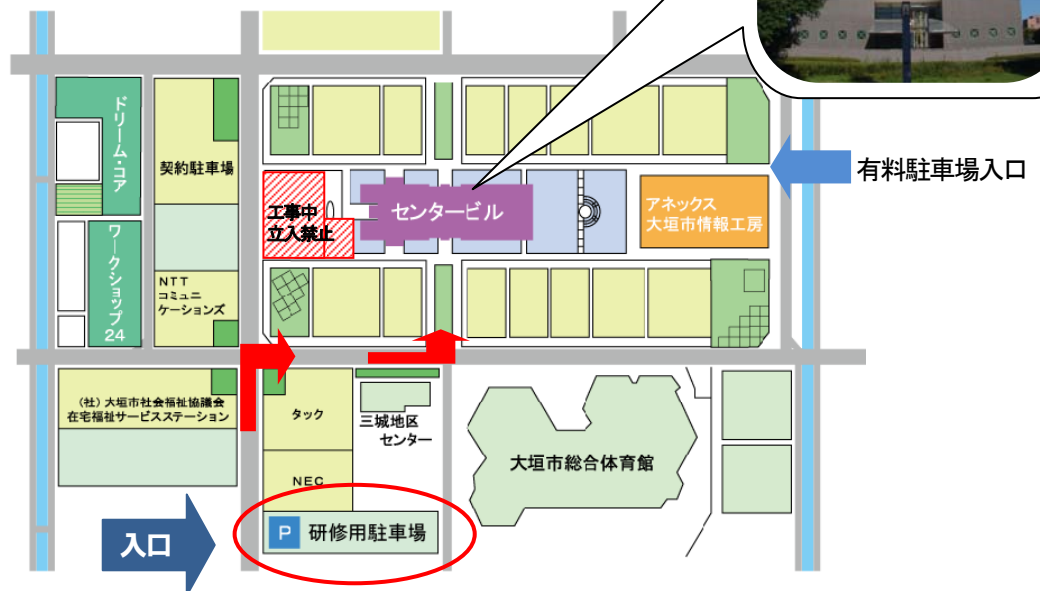 ドリーム・コア
契約駐車場
有料駐車場入口
工事中
立入禁止
センタービル
アネックス
大垣市情報工房
ワークショップ24
NTT
コミュニ
ケーションズ
(社)大垣市社会福祉協議会
在宅福祉サービスステーション
タック
三城地区
センター
大垣市総合体育館
NEC
入口
P 研修用駐車場